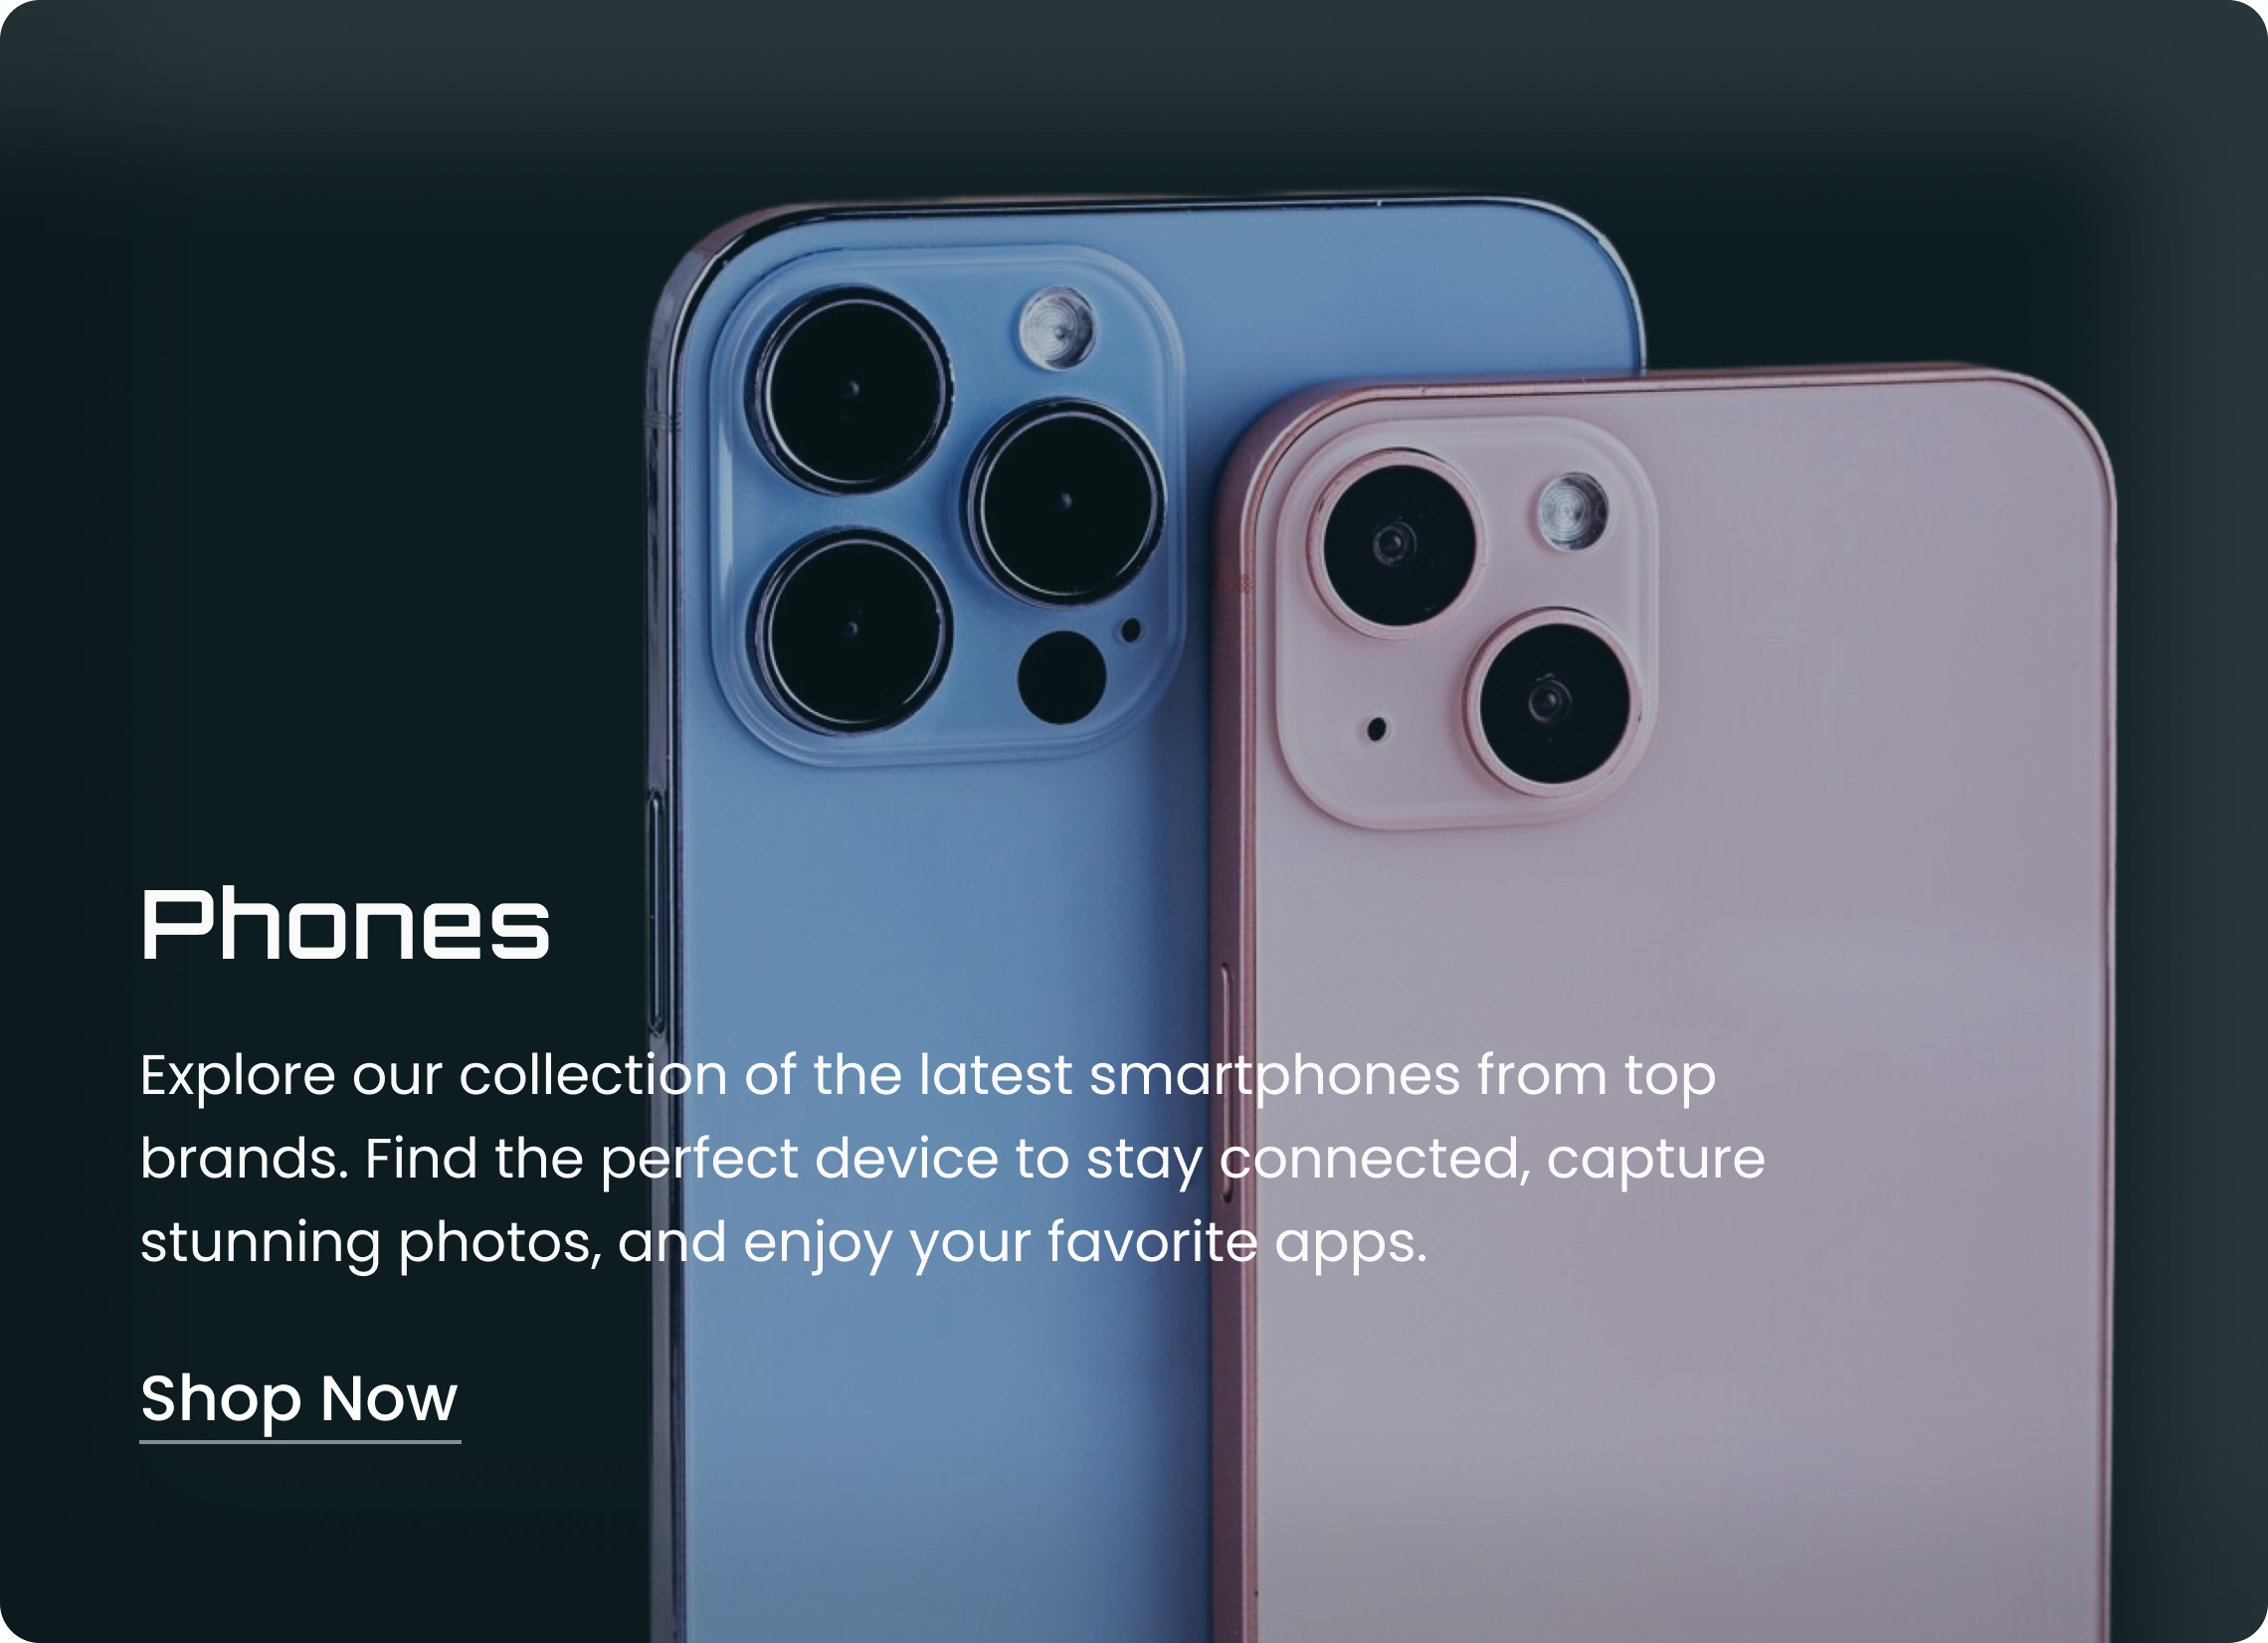 Phones
Explore our collection of the latest smartphones from top
brands. Find the perfect device to stay connected, capture
stunning photos, and enjoy your favorite apps.
Shop Now